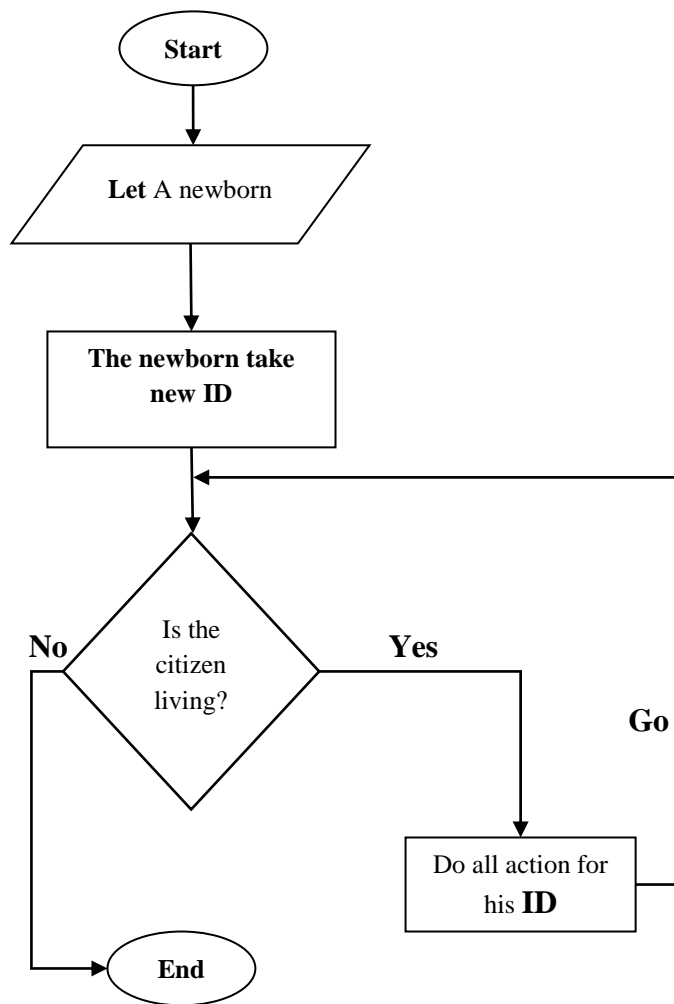 Start
Let A newborn
The newborn take
new ID
Is the
citizen
living?
No
Yes
Go
Do all action for
his ID
End